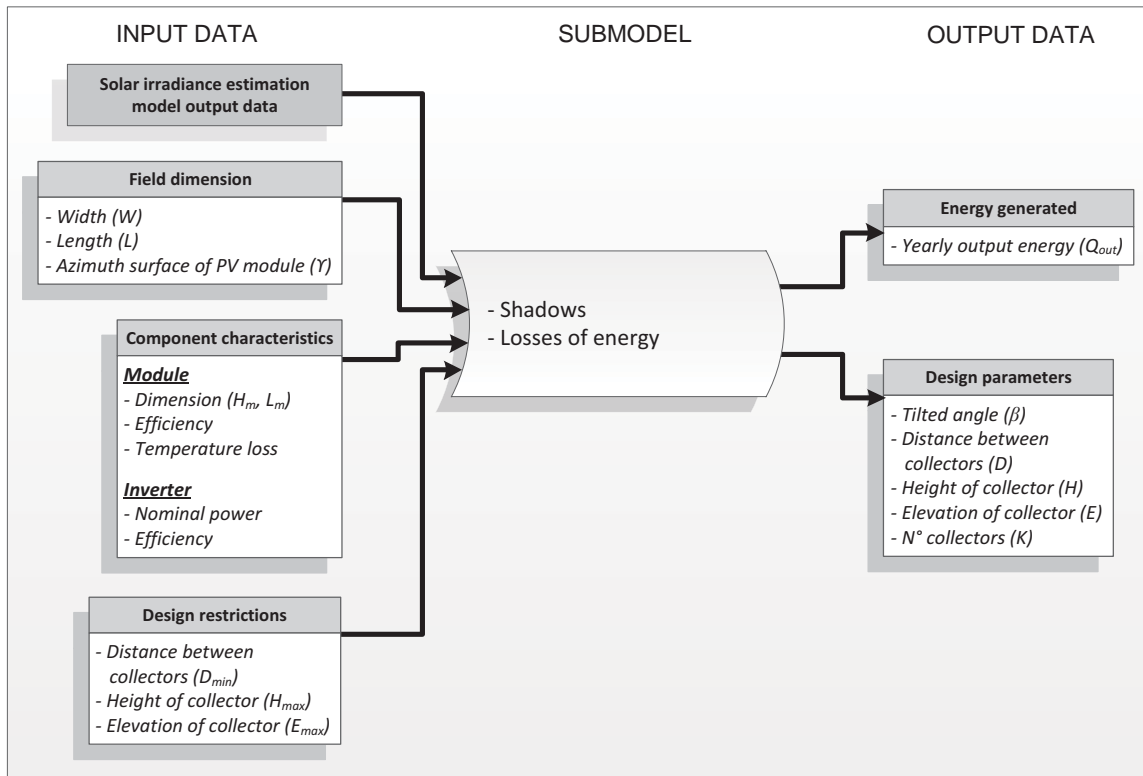 INPUT DATA
SUBMODEL
OUTPUT DATA
Solar irradiance estimation
model output data
Field dimension
- Width (W)
- Length (L)
- Azimuth surface of PV module (ϒ)
Component characteristics
Module
- Dimension (Hm, Lm)
- Efficiency
- Temperature loss
Inverter
- Nominal power
- Efficiency
Design restrictions
- Distance between
collectors (Dmin)
- Height of collector (Hmax)
- Elevation of collector (Emax)
- Shadows
- Losses of energy
Energy generated
- Yearly output energy (Qout)
Design parameters
- Tilted angle (β)
- Distance between
collectors (D)
- Height of collector (H)
- Elevation of collector (E)
- N° collectors (K)